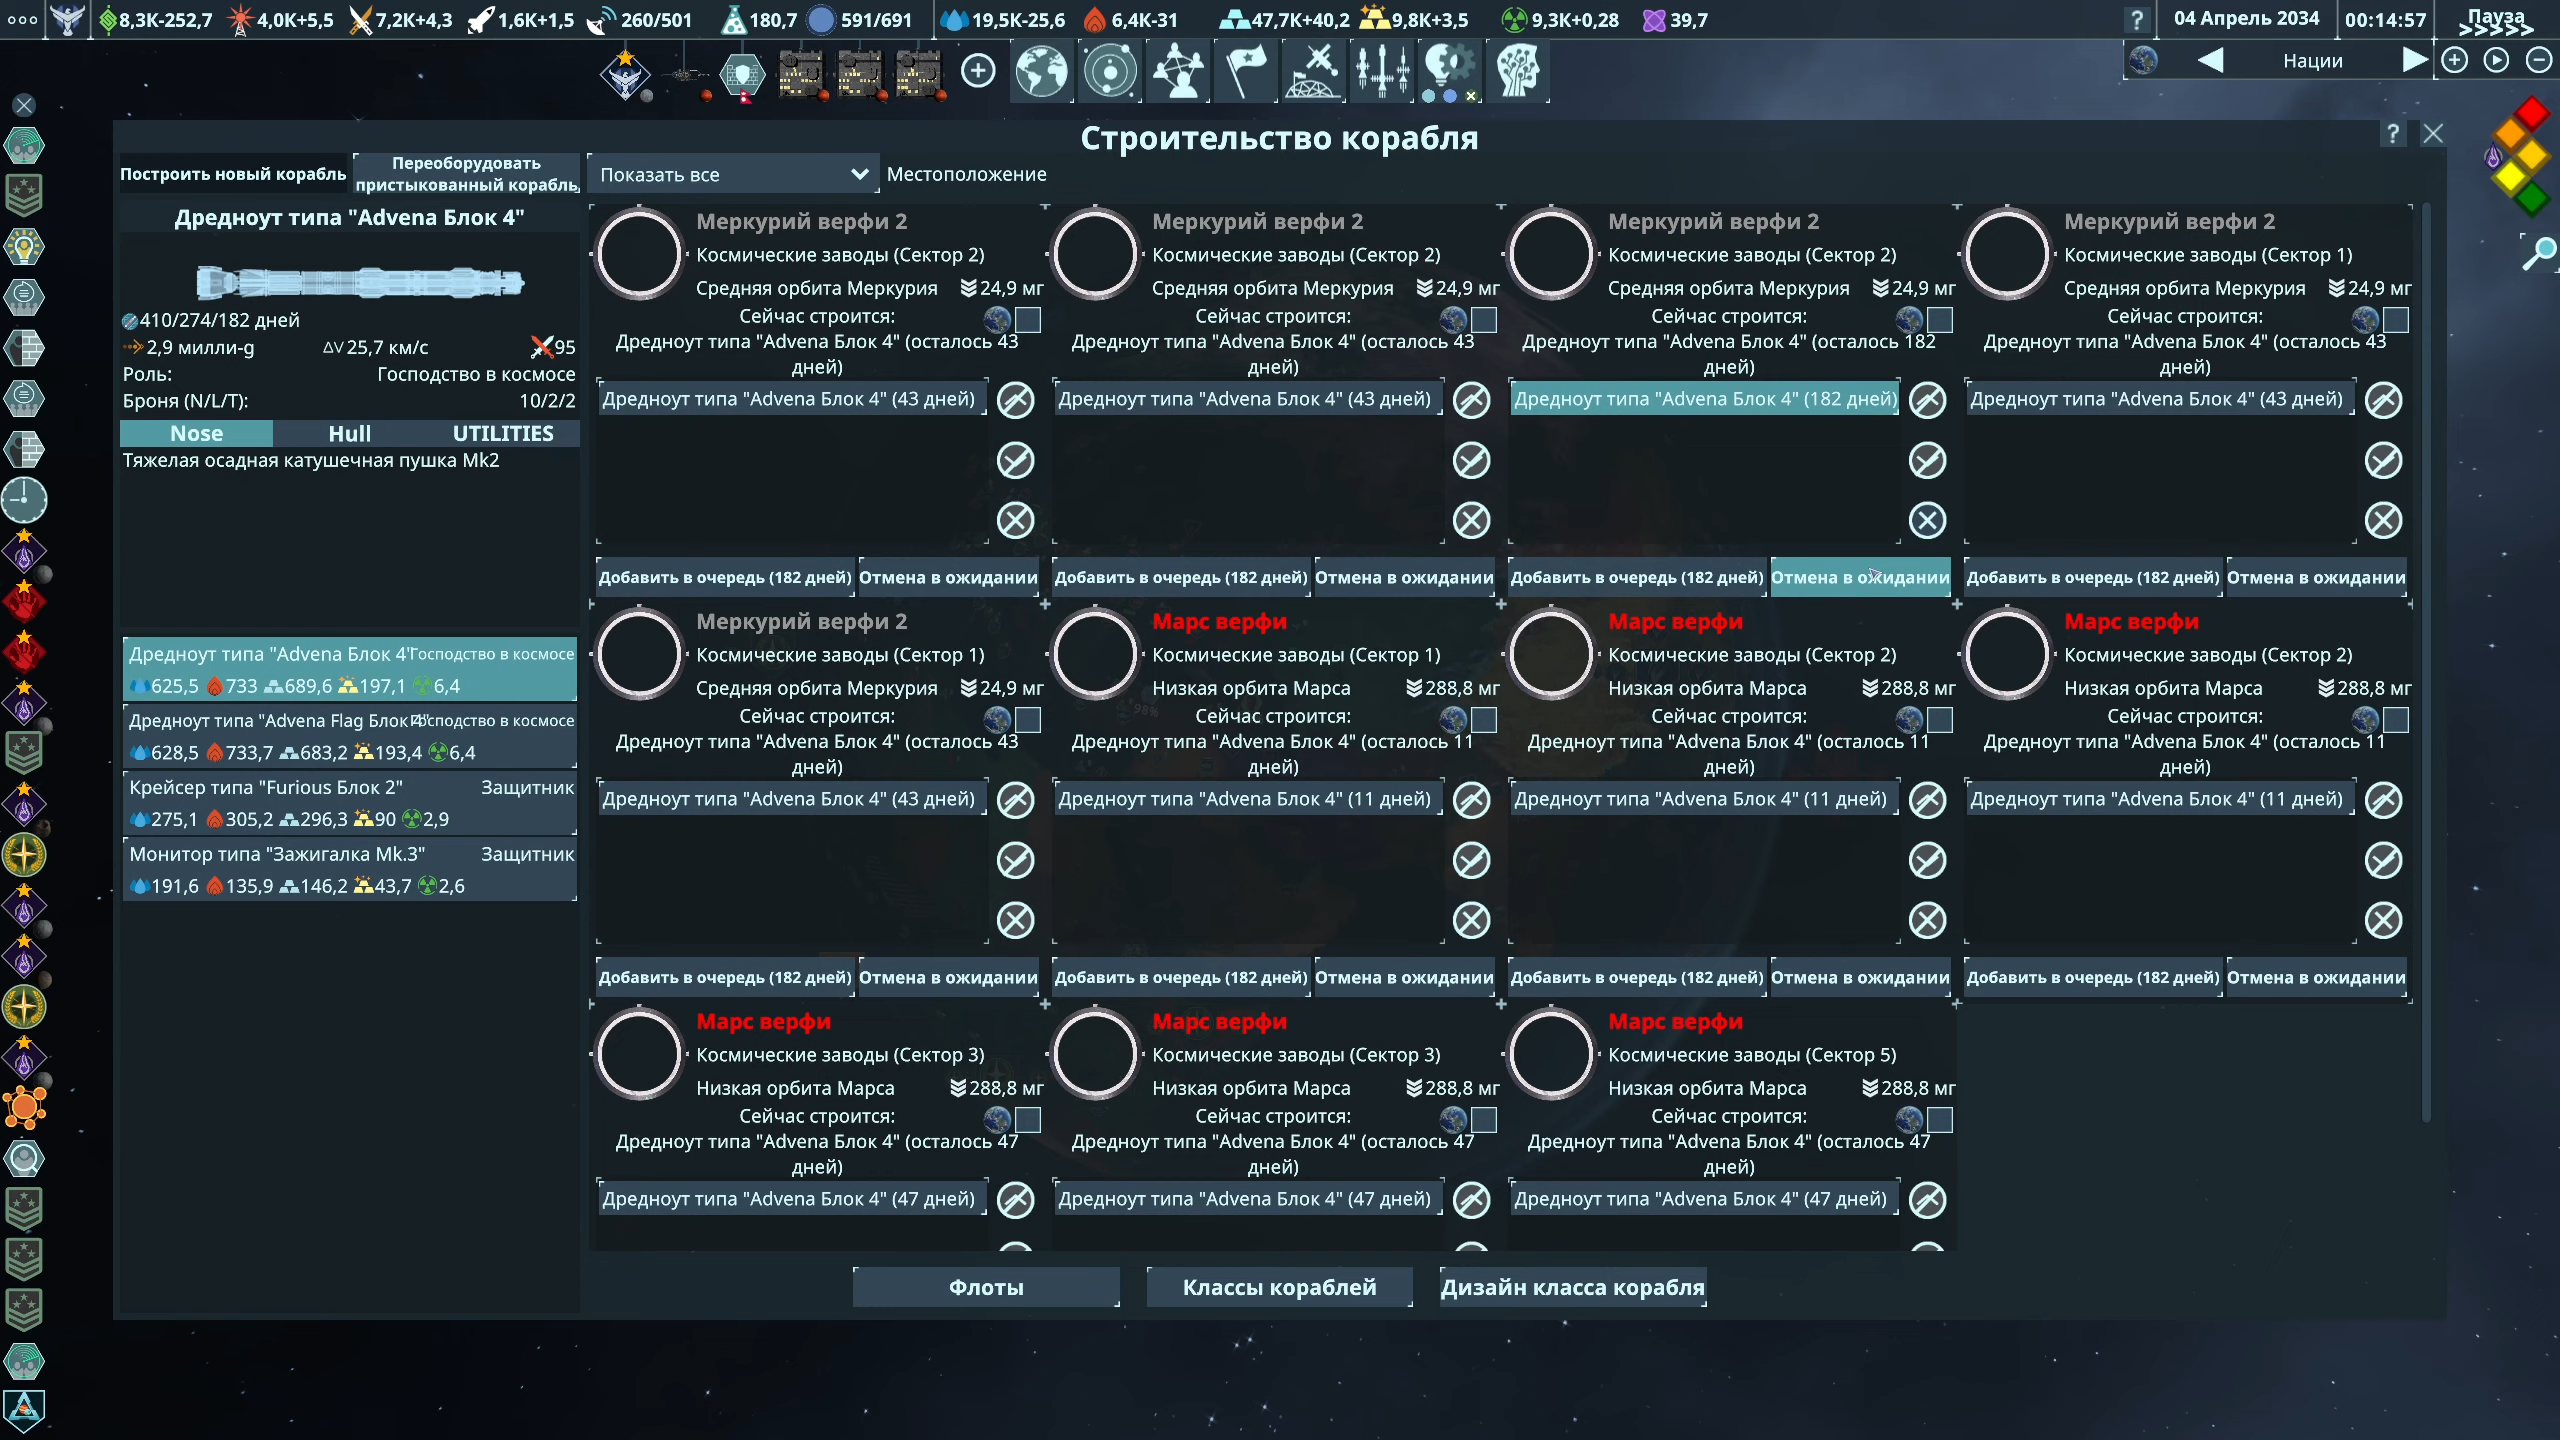 8,3K-252,7 4,0K+5,5 7,2K+4,3 1,6K+1,5 260/501 180,7 591/691 19,5K-25,6 6,4K-31 47,7K+40,2 9,8K+3,5 9,3K+0,28 39,7 ? 04 Апрель 2034 00:14:57 Пауза
Нации
Строительство корабля ?
Построить новый корабль
Переоборудовать пристыкованный корабль
Показать все
Местоположение
Дредноут типа "Advena Блок 4"
410/274/182 дней
2,9 милли-g ΔV 25,7 км/с 95
Роль: Господство в космосе
Броня (N/L/T): 10/2/2
Nose Hull UTILITIES
Тяжелая осадная катушечная пушка Mk2
Дредноут типа "Advena Блок 4" Господство в космосе
625,5 733 689,6 197,1 6,4
Дредноут типа "Advena Flag Блок Господство в космосе
628,5 733,7 683,2 193,4 6,4
Крейсер типа "Furious Блок 2" Защитник
275,1 305,2 296,3 90 2,9
Монитор типа "Зажигалка Mk.3" Защитник
191,6 135,9 146,2 43,7 2,6
Меркурий верфи 2
Космические заводы (Сектор 2)
Средняя орбита Меркурия 24,9 мг
Сейчас строится:
Дредноут типа "Advena Блок 4" (осталось 43
дней)
Дредноут типа "Advena Блок 4" (43 дней)
Добавить в очередь (182 дней) Отмена в ожидании
Меркурий верфи 2
Космические заводы (Сектор 2)
Средняя орбита Меркурия 24,9 мг
Сейчас строится:
Дредноут типа "Advena Блок 4" (осталось 43
дней)
Дредноут типа "Advena Блок 4" (43 дней)
Добавить в очередь (182 дней) Отмена в ожидании
Меркурий верфи 2
Космические заводы (Сектор 2)
Средняя орбита Меркурия 24,9 мг
Сейчас строится:
Дредноут типа "Advena Блок 4" (осталось 182
дней)
Дредноут типа "Advena Блок 4" (182 дней)
Добавить в очередь (182 дней) Отмена в ожидании
Меркурий верфи 2
Космические заводы (Сектор 1)
Средняя орбита Меркурия 24,9 мг
Сейчас строится:
Дредноут типа "Advena Блок 4" (осталось 43
дней)
Дредноут типа "Advena Блок 4" (43 дней)
Добавить в очередь (182 дней) Отмена в ожидании
Меркурий верфи 2
Космические заводы (Сектор 1)
Средняя орбита Меркурия 24,9 мг
Сейчас строится:
Дредноут типа "Advena Блок 4" (осталось 43
дней)
Дредноут типа "Advena Блок 4" (43 дней)
Добавить в очередь (182 дней) Отмена в ожидании
Марс верфи
Космические заводы (Сектор 1)
Низкая орбита Марса 288,8 мг
Сейчас строится:
Дредноут типа "Advena Блок 4" (осталось 11
дней)
Дредноут типа "Advena Блок 4" (11 дней)
Добавить в очередь (182 дней) Отмена в ожидании
Марс верфи
Космические заводы (Сектор 2)
Низкая орбита Марса 288,8 мг
Сейчас строится:
Дредноут типа "Advena Блок 4" (осталось 11
дней)
Дредноут типа "Advena Блок 4" (11 дней)
Добавить в очередь (182 дней) Отмена в ожидании
Марс верфи
Космические заводы (Сектор 2)
Низкая орбита Марса 288,8 мг
Сейчас строится:
Дредноут типа "Advena Блок 4" (осталось 11
дней)
Дредноут типа "Advena Блок 4" (11 дней)
Добавить в очередь (182 дней) Отмена в ожидании
Марс верфи
Космические заводы (Сектор 3)
Низкая орбита Марса 288,8 мг
Сейчас строится:
Дредноут типа "Advena Блок 4" (осталось 47
дней)
Дредноут типа "Advena Блок 4" (47 дней)
Марс верфи
Космические заводы (Сектор 3)
Низкая орбита Марса 288,8 мг
Сейчас строится:
Дредноут типа "Advena Блок 4" (осталось 47
дней)
Дредноут типа "Advena Блок 4" (47 дней)
Марс верфи
Космические заводы (Сектор 5)
Низкая орбита Марса 288,8 мг
Сейчас строится:
Дредноут типа "Advena Блок 4" (осталось 47
дней)
Дредноут типа "Advena Блок 4" (47 дней)
Флоты Классы кораблей Дизайн класса корабля